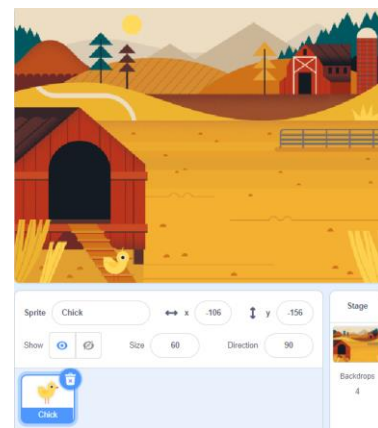 Sprite Chick x -106 y -156 Stage
Show Size 60 Direction 90
Backdrops
4
Chick